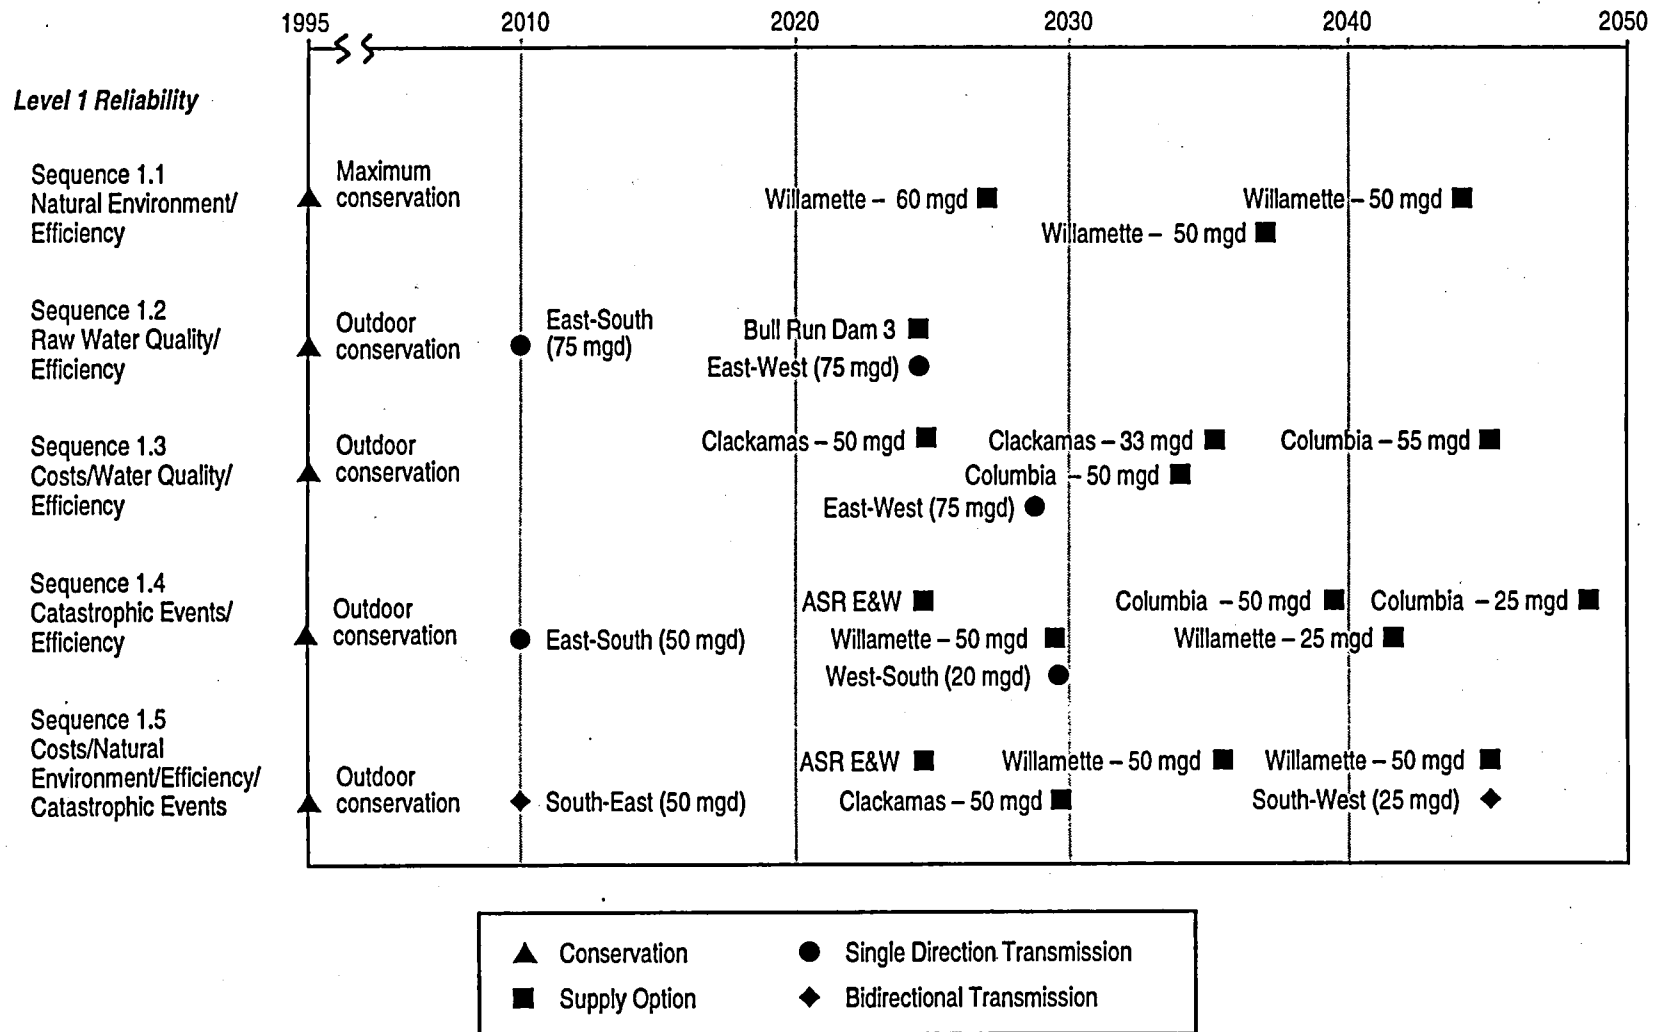 1995 2010 2020 2030 2040 2050
Level 1 Reliability
Sequence 1.1
Natural Environment/
Efficiency
Maximum
conservation
Willamette – 60 mgd
Willamette – 50 mgd
Willamette – 50 mgd
Sequence 1.2
Raw Water Quality/
Efficiency
Outdoor
conservation
East-South
(75 mgd)
Bull Run Dam 3
East-West (75 mgd)
Sequence 1.3
Costs/Water Quality/
Efficiency
Outdoor
conservation
Clackamas – 50 mgd
Clackamas – 33 mgd
Columbia – 55 mgd
Columbia – 50 mgd
East-West (75 mgd)
Sequence 1.4
Catastrophic Events/
Efficiency
Outdoor
conservation
East-South (50 mgd)
ASR E&W
Columbia – 50 mgd
Columbia – 25 mgd
Willamette – 50 mgd
Willamette – 25 mgd
West-South (20 mgd)
Sequence 1.5
Costs/Natural
Environment/Efficiency/
Catastrophic Events
Outdoor
conservation
South-East (50 mgd)
ASR E&W
Willamette – 50 mgd
Willamette – 50 mgd
Clackamas – 50 mgd
South-West (25 mgd)
Conservation
Single Direction Transmission
Supply Option
Bidirectional Transmission